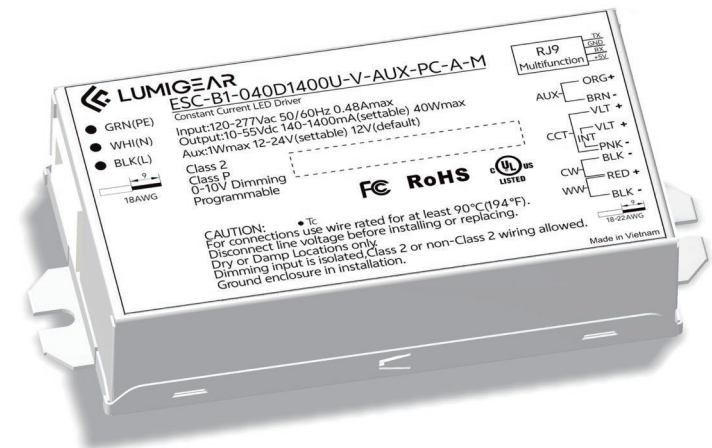 LUMIGEAR
ESC-B1-040D1400U-V-AUX-PC-A-M
Constant Current LED Driver
Input:120-277Vac 50/60Hz 0.48Amax
Output:10-55Vdc 140-1400mA(settable) 40Wmax
Aux:1Wmax 12-24V(settable) 12V(default)
Class 2
Class P
0-10V Dimming
Programmable
FC RoHS c UL US
LISTED
GRN(PE)
WHI(N)
BLK(L)
9
18AWG
Tc
CAUTION:
For connections use wire rated for at least 90°C(194°F).
Disconnect line voltage before installing or replacing.
Dry or Damp Locations only.
Dimming input is isolated,Class 2 or non-Class 2 wiring allowed.
Ground enclosure in installation.
RJ9
Multifunction
TX
GND
RX
+5V
AUX
ORG+
BRN-
CCT
VLT +
INT
VLT +
PNK -
CW
BLK -
RED +
WW
BLK -
9
18-22AWG
Made in Vietnam